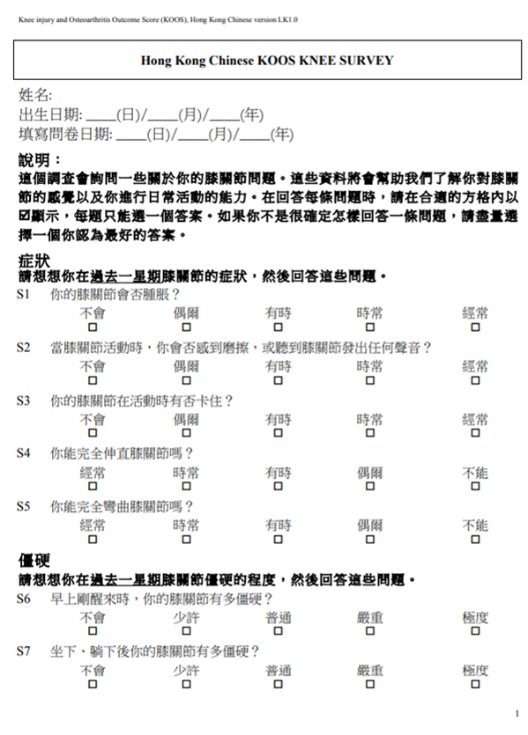 Knee injury and Osteoarthritis Outcome Score (KOOS), Hong Kong Chinese version LK1.0
Hong Kong Chinese KOOS KNEE SURVEY
姓名:
出生日期: ____(日)/____(月)/____(年)
填寫問卷日期: ____(日)/____(月)/____(年)
說明：
這個調查會詢問一些關於你的膝關節問題。這些資料將會幫助我們了解你對膝關
節的感覺以及你進行日常活動的能力。在回答每條問題時，請在合適的方格內以
☑顯示，每題只能選一個答案。如果你不是很確定怎樣回答一條問題，請盡量選
擇一個你認為最好的答案。
症狀
請想想你在過去一星期膝關節的症狀，然後回答這些問題。
S1 你的膝關節會否腫脹？
不會 偶爾 有時 時常 經常
□ □ □ □ □
S2 當膝關節活動時，你會否感到磨擦，或聽到膝關節發出任何聲音？
不會 偶爾 有時 時常 經常
□ □ □ □ □
S3 你的膝關節在活動時有否卡住？
不會 偶爾 有時 時常 經常
□ □ □ □ □
S4 你能完全伸直膝關節嗎？
經常 時常 有時 偶爾 不能
□ □ □ □ □
S5 你能完全彎曲膝關節嗎？
經常 時常 有時 偶爾 不能
□ □ □ □ □
僵硬
請想想你在過去一星期膝關節僵硬的程度，然後回答這些問題。
S6 早上剛醒來時，你的膝關節有多僵硬？
不會 少許 普通 嚴重 極度
□ □ □ □ □
S7 坐下、躺下後你的膝關節有多僵硬？
不會 少許 普通 嚴重 極度
□ □ □ □ □
1